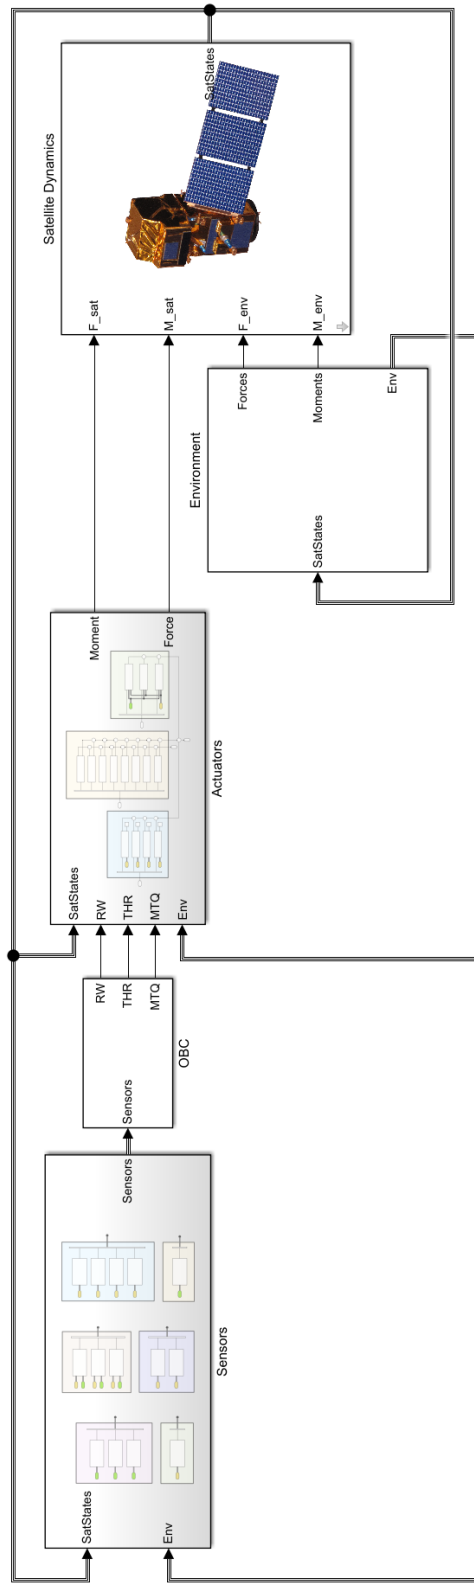 SatStates
Env
Sensors
Sensors
Sensors
RW
THR
MTQ
OBC
SatStates
RW
THR
MTQ
Env
Moment
Force
Actuators
SatStates
Forces
Moments
Env
Environment
F_sat
M_sat
F_env
M_env
SatStates
Satellite Dynamics